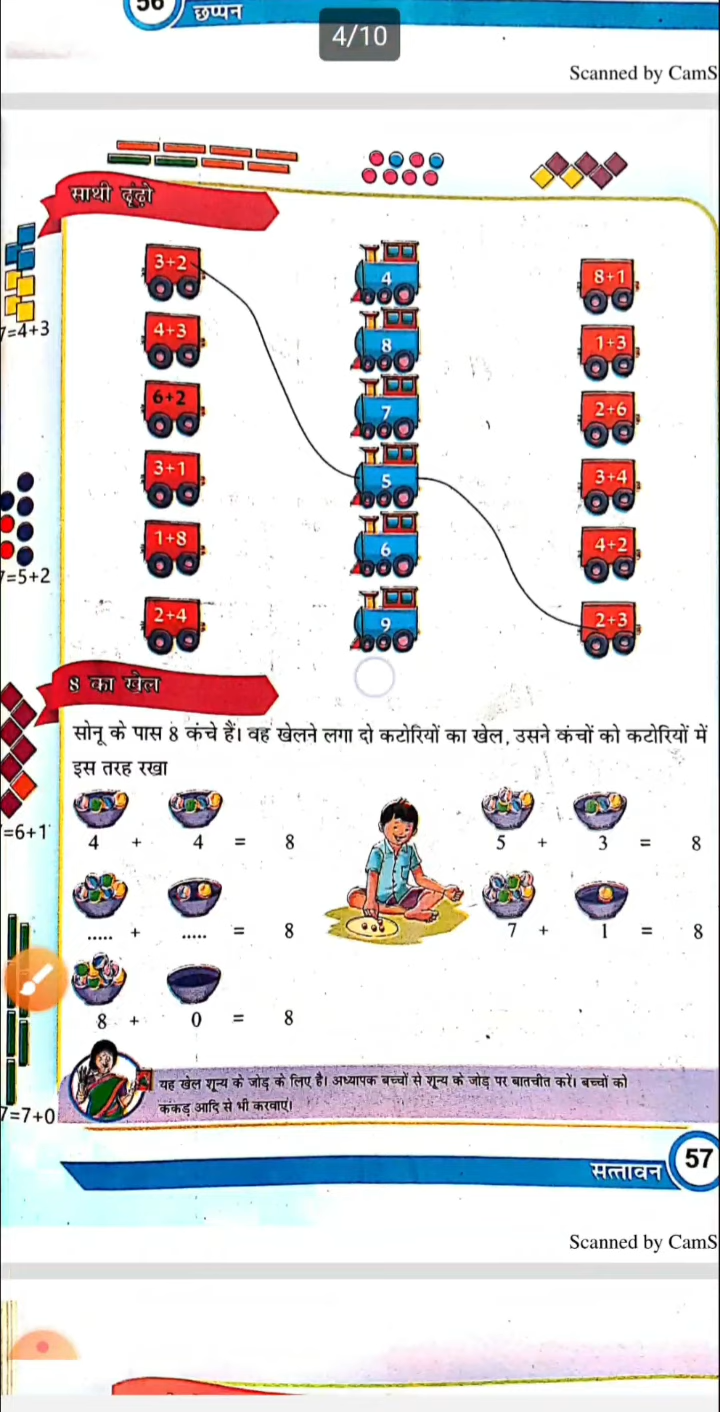 56
छप्पन
4/10
Scanned by CamS
साथी ढूंढ़ो
3+2
4
8+1
7=4+3
4+3
8
1+3
6+2
7
2+6
3+1
5
3+4
7=5+2
1+8
6
4+2
2+4
9
2+3
8 का खेल
सोनू के पास 8 कंचे हैं। वह खेलने लगा दो कटोरियों का खेल, उसने कंचों को कटोरियों में
इस तरह रखा
=6+1
4 + 4 = 8
5 + 3 = 8
..... + ..... = 8
7 + 1 = 8
8 + 0 = 8
यह खेल शून्य के जोड़ के लिए है। अध्यापक बच्चों से शून्य के जोड़ पर बातचीत करें। बच्चों को
कंकड़ आदि से भी करवाएं।
7=7+0
सत्तावन
57
Scanned by CamS